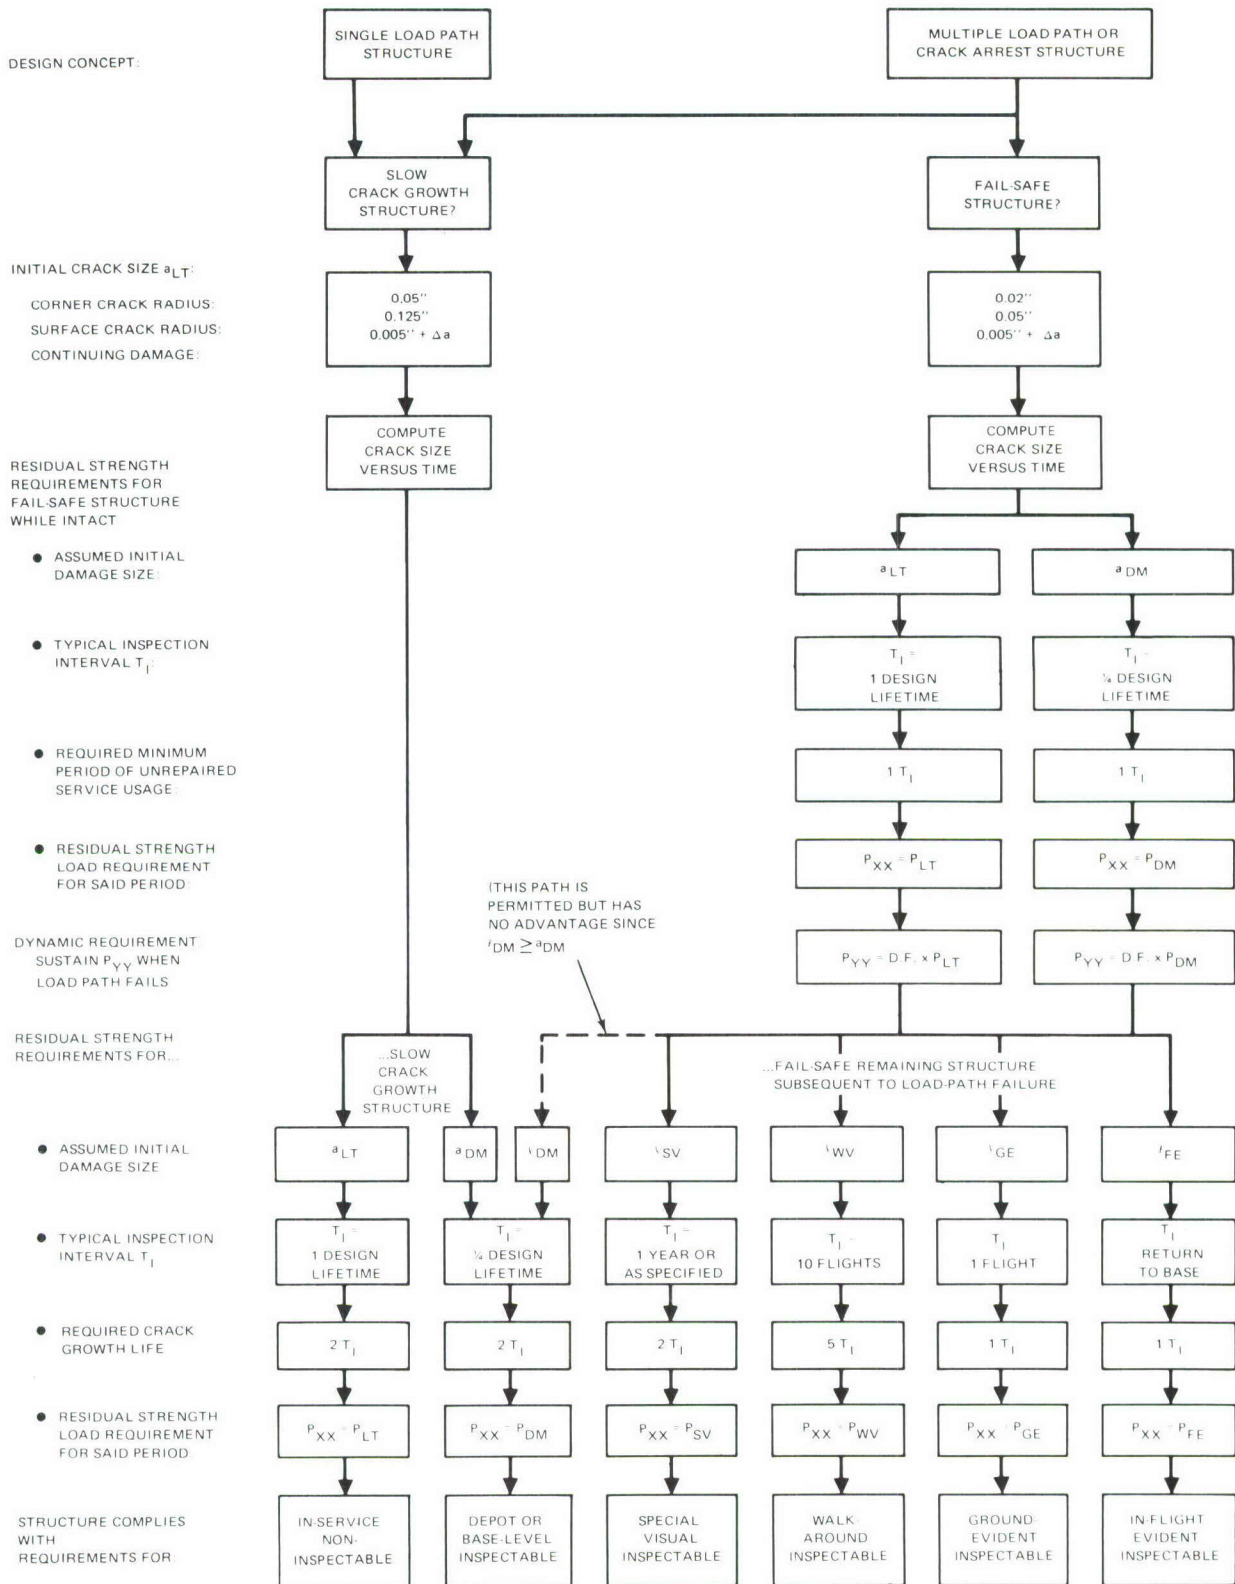 SINGLE LOAD PATH
STRUCTURE
MULTIPLE LOAD PATH OR
CRACK ARREST STRUCTURE
DESIGN CONCEPT:
SLOW
CRACK GROWTH
STRUCTURE?
FAIL-SAFE
STRUCTURE?
INITIAL CRACK SIZE aLT:
CORNER CRACK RADIUS:
SURFACE CRACK RADIUS:
CONTINUING DAMAGE:
0.05''
0.125''
0.005'' + Δa
0.02''
0.05''
0.005'' + Δa
COMPUTE
CRACK SIZE
VERSUS TIME
COMPUTE
CRACK SIZE
VERSUS TIME
RESIDUAL STRENGTH
REQUIREMENTS FOR
FAIL-SAFE STRUCTURE
WHILE INTACT
● ASSUMED INITIAL
DAMAGE SIZE:
aLT
aDM
● TYPICAL INSPECTION
INTERVAL TI:
TI =
1 DESIGN
LIFETIME
TI =
¼ DESIGN
LIFETIME
● REQUIRED MINIMUM
PERIOD OF UNREPAIRED
SERVICE USAGE:
1 TI
1 TI
● RESIDUAL STRENGTH
LOAD REQUIREMENT
FOR SAID PERIOD:
PXX = PLT
PXX = PDM
(THIS PATH IS
PERMITTED BUT HAS
NO ADVANTAGE SINCE
DM ≥ aDM
DYNAMIC REQUIREMENT
SUSTAIN PYY WHEN
LOAD PATH FAILS
PYY = D.F. x PLT
PYY = D.F. x PDM
RESIDUAL STRENGTH
REQUIREMENTS FOR...
...SLOW
CRACK
GROWTH
STRUCTURE
...FAIL-SAFE REMAINING STRUCTURE
SUBSEQUENT TO LOAD-PATH FAILURE
● ASSUMED INITIAL
DAMAGE SIZE
aLT
aDM
DM
SV
WV
GE
FE
● TYPICAL INSPECTION
INTERVAL TI
TI =
1 DESIGN
LIFETIME
TI =
¼ DESIGN
LIFETIME
TI =
1 YEAR OR
AS SPECIFIED
TI =
10 FLIGHTS
TI
1 FLIGHT
TI
RETURN
TO BASE
● REQUIRED CRACK
GROWTH LIFE
2 TI
2 TI
2 TI
5 TI
1 TI
1 TI
● RESIDUAL STRENGTH
LOAD REQUIREMENT
FOR SAID PERIOD
PXX = PLT
PXX = PDM
PXX = PSV
PXX = PWV
PXX = PGE
PXX = PFE
STRUCTURE COMPLIES
WITH
REQUIREMENTS FOR
IN-SERVICE
NON-
INSPECTABLE
DEPOT OR
BASE-LEVEL
INSPECTABLE
SPECIAL
VISUAL
INSPECTABLE
WALK-
AROUND
INSPECTABLE
GROUND-
EVIDENT
INSPECTABLE
IN-FLIGHT
EVIDENT
INSPECTABLE